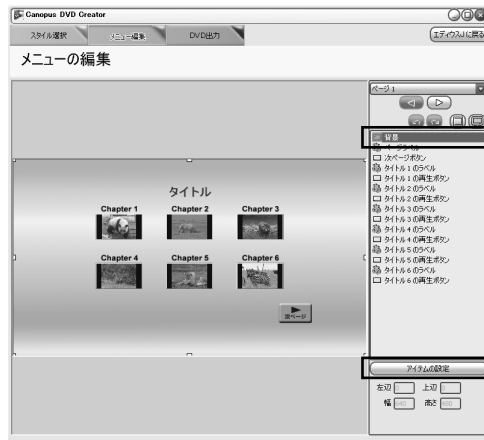 Canopus DVD Creator
スタイル選択
メニュー編集
DVD出力
エディウスJに戻る
メニューの編集
ページ 1
背景
ページラベル
次ページボタン
タイトル 1 のラベル
タイトル 1 の再生ボタン
タイトル 2 のラベル
タイトル 2 の再生ボタン
タイトル 3 のラベル
タイトル 3 の再生ボタン
タイトル 4 のラベル
タイトル 4 の再生ボタン
タイトル 5 のラベル
タイトル 5 の再生ボタン
タイトル 6 のラベル
タイトル 6 の再生ボタン
タイトル
Chapter 1 Chapter 2 Chapter 3
Chapter 4 Chapter 5 Chapter 6
次ページ
アイテムの設定
左辺 0 上辺 0
幅 640 高さ 480